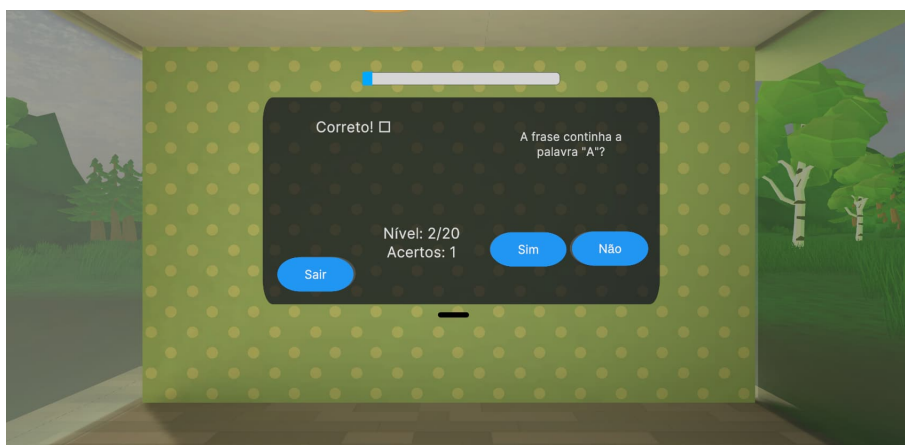 Correto! □
A frase continha a
palavra "A"?
Nível: 2/20
Acertos: 1
Sim
Não
Sair